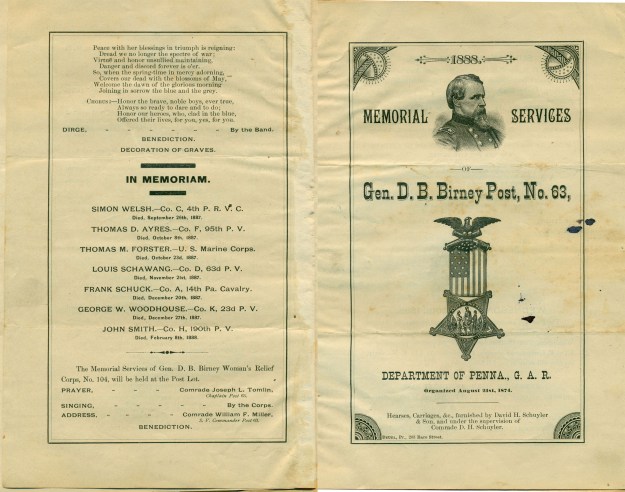 Peace with her blessings in triumph is reigning:
Dread we no longer the spectre of war;
Virtue and honor unsullied maintaining,
Danger and discord forever is o'er.
So, when the spring-time in mercy adorning,
Covers our dead with the blossoms of May,
Welcome the dawn of the glorious morning
Joining in sorrow the blue and the grey.
CHORUS:—Honor the brave, noble boys, ever true,
Always so ready to dare and to do;
Honor our heroes, who, clad in the blue,
Offered their lives, for you, yes, for you.
DIRGE, - - - - - - By the Band.
BENEDICTION.
DECORATION OF GRAVES.
IN MEMORIAM.
SIMON WELSH.—Co. C, 4th P. R. V. C.
Died, September 29th, 1887.
THOMAS D. AYRES.—Co. F, 95th P. V.
Died, October 9th, 1887.
THOMAS M. FORSTER.—U. S. Marine Corps.
Died, October 23d, 1887.
LOUIS SCHAWANG.—Co. D, 63d P. V.
Died, November 21st, 1887.
FRANK SCHUCK.—Co. A, 14th Pa. Cavalry.
Died, December 20th, 1887.
GEORGE W. WOODHOUSE.—Co. K, 23d P. V.
Died, December 27th, 1887.
JOHN SMITH.—Co. H, 190th P. V.
Died, February 8th, 1888.
The Memorial Services of Gen. D. B. Birney Woman's Relief
Corps, No. 104, will be held at the Post Lot.
PRAYER, - - - Comrade Joseph L. Tomlin.
Chaplain Post 63.
SINGING, - - - - - By the Corps.
ADDRESS, - - - - Comrade William F. Miller.
S. V. Commander Post 63.
BENEDICTION.
1888.
MEMORIAL SERVICES
OF
Gen. D. B. Birney Post, No. 63,
DEPARTMENT OF PENNA., G. A. R.
Organized August 21st, 1874.
Hearses, Carriages, &c., furnished by David H. Schuyler
& Son, and under the supervision of
Comrade D. H. Schuyler.
Pr., Race Street